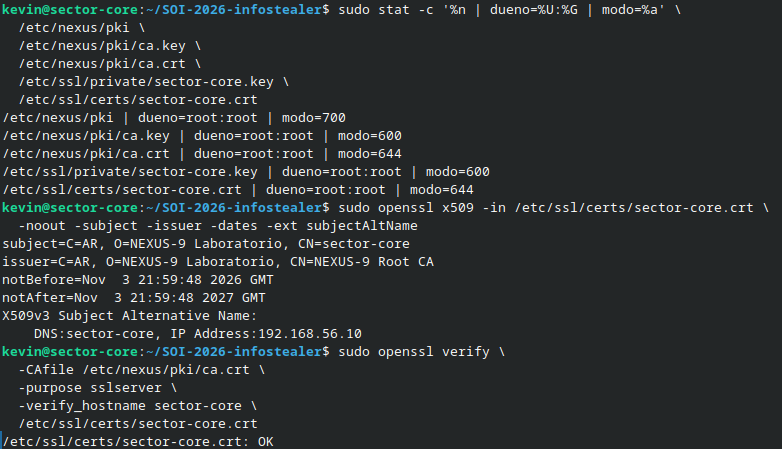 kevin@sector-core:~/SOI-2026-infostealer$ sudo stat -c '%n | dueno=%U:%G | modo=%a' \
  /etc/nexus/pki \
  /etc/nexus/pki/ca.key \
  /etc/nexus/pki/ca.crt \
  /etc/ssl/private/sector-core.key \
  /etc/ssl/certs/sector-core.crt
/etc/nexus/pki | dueno=root:root | modo=700
/etc/nexus/pki/ca.key | dueno=root:root | modo=600
/etc/nexus/pki/ca.crt | dueno=root:root | modo=644
/etc/ssl/private/sector-core.key | dueno=root:root | modo=600
/etc/ssl/certs/sector-core.crt | dueno=root:root | modo=644
kevin@sector-core:~/SOI-2026-infostealer$ sudo openssl x509 -in /etc/ssl/certs/sector-core.crt \
  -noout -subject -issuer -dates -ext subjectAltName
subject=C=AR, O=NEXUS-9 Laboratorio, CN=sector-core
issuer=C=AR, O=NEXUS-9 Laboratorio, CN=NEXUS-9 Root CA
notBefore=Nov  3 21:59:48 2026 GMT
notAfter=Nov  3 21:59:48 2027 GMT
X509v3 Subject Alternative Name:
    DNS:sector-core, IP Address:192.168.56.10
kevin@sector-core:~/SOI-2026-infostealer$ sudo openssl verify \
  -CAfile /etc/nexus/pki/ca.crt \
  -purpose sslserver \
  -verify_hostname sector-core \
  /etc/ssl/certs/sector-core.crt
/etc/ssl/certs/sector-core.crt: OK